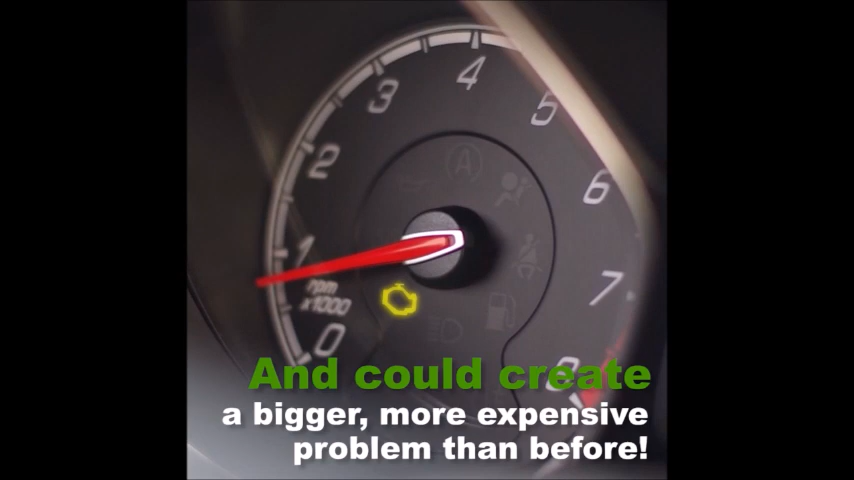 4
3
5
2
6
1
rpm
x1000
7
0
8
A
And could create
a bigger, more expensive
problem than before!